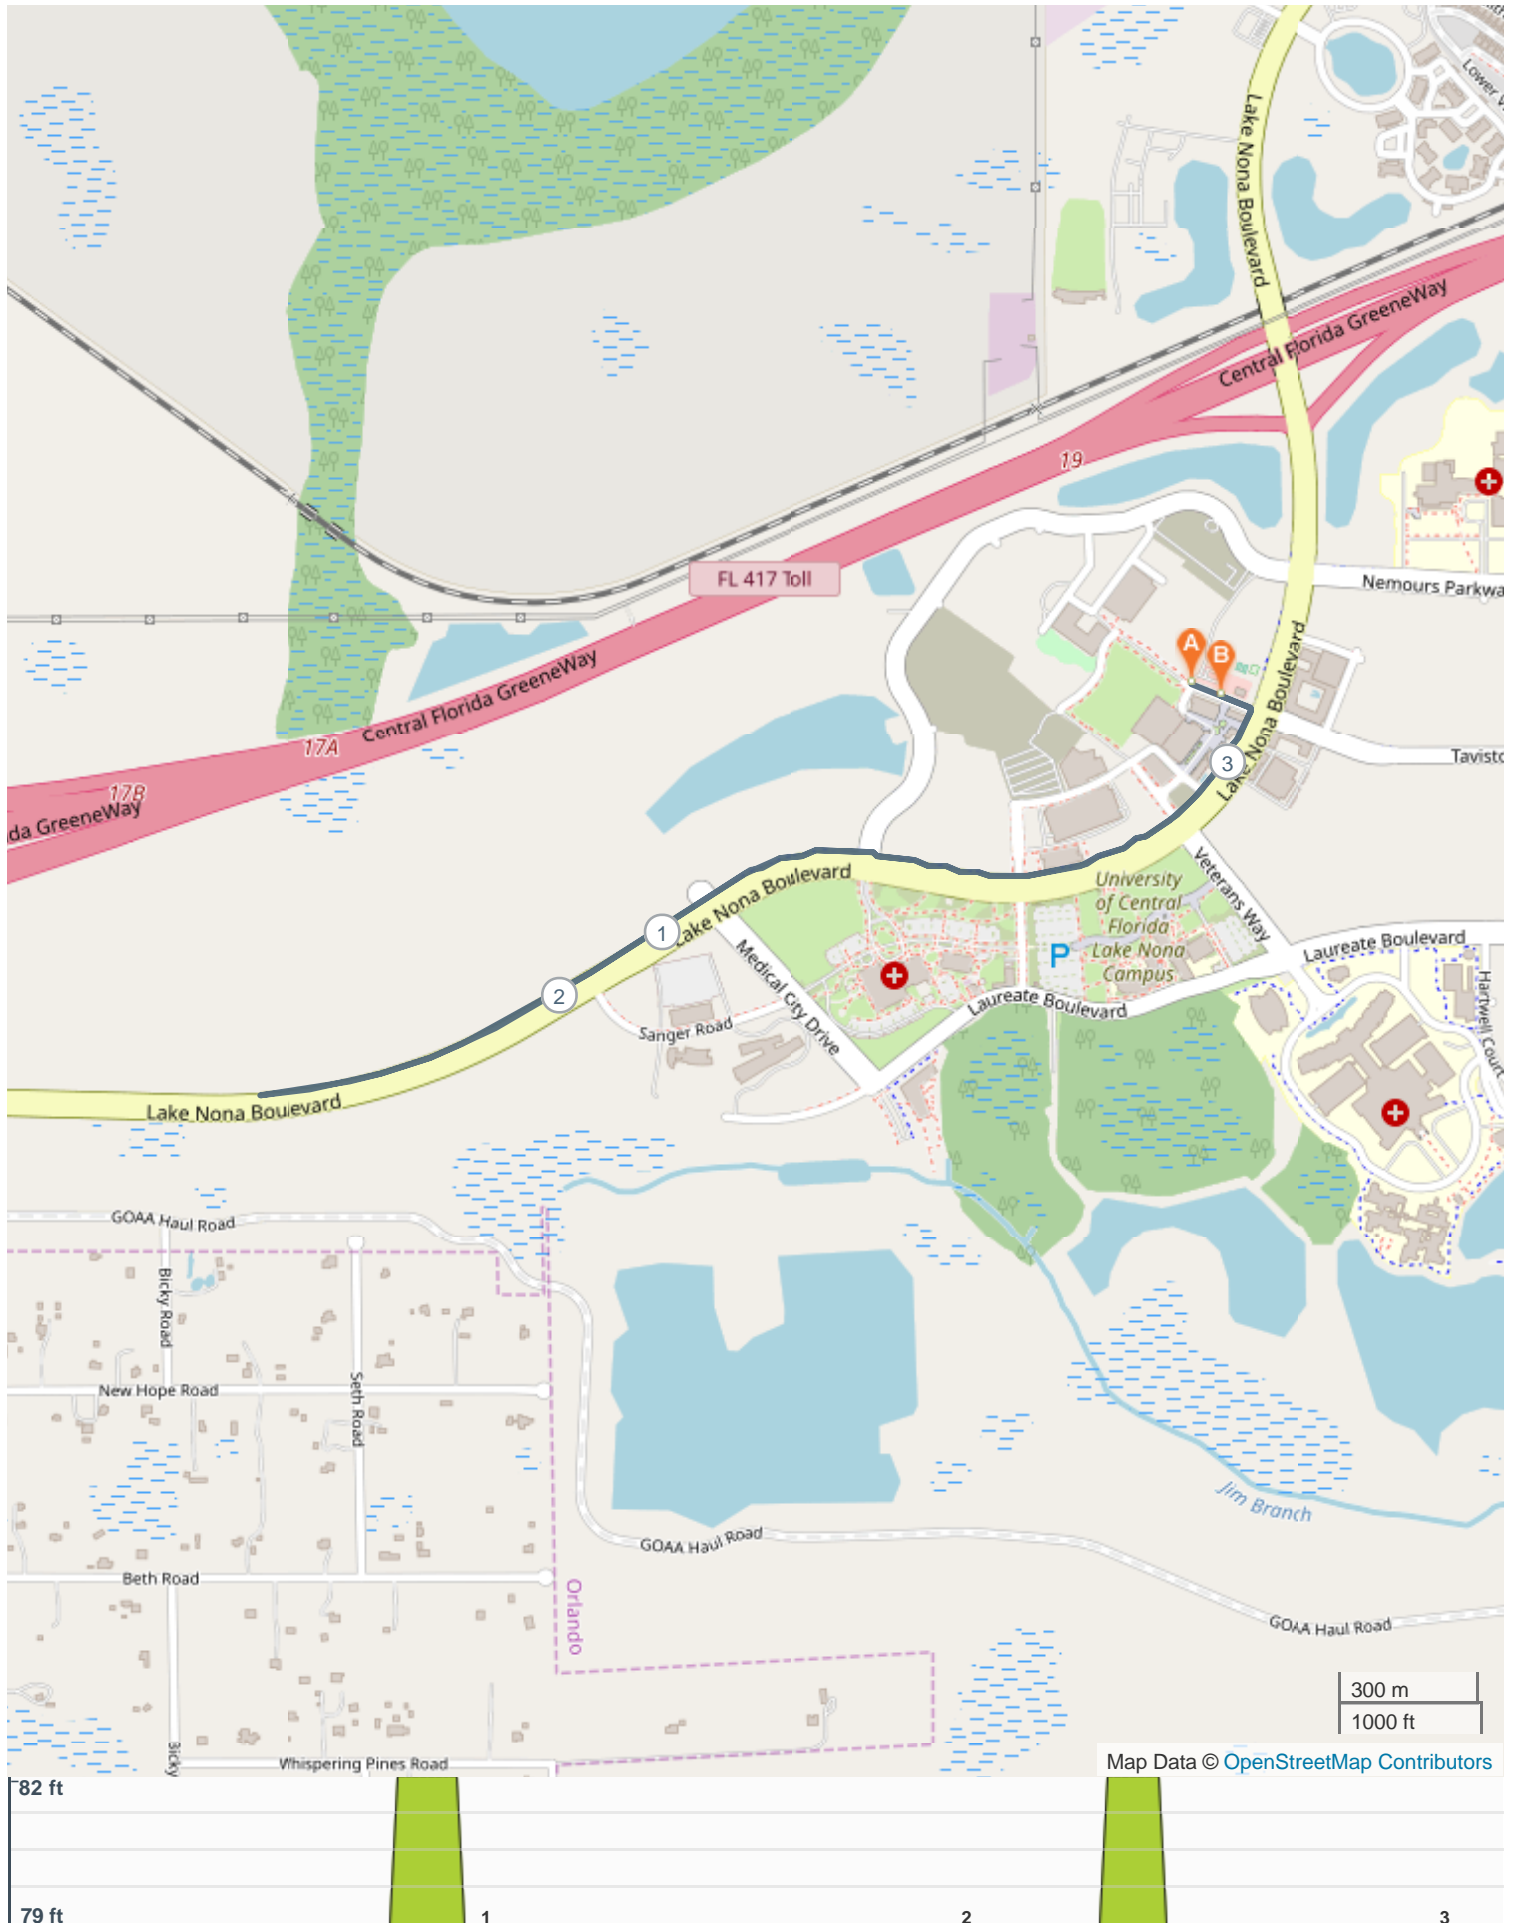 Lake Nona Boulevard
Central Florida GreeneWay
19
FL 417 Toll
Nemours Parkwa
Central Florida GreeneWay
17A
17B
da GreeneWay
A
B
Lake Nona Boulevard
Tavisto
3
Lake Nona Boulevard
1
2
Veterans Way
University
of Central
Florida
Lake Nona
Campus
P
Laureate Boulevard
Medical City Drive
Laureate Boulevard
Sanger Road
Hartwell Court
Lake Nona Boulevard
GOAA Haul Road
Bicky Road
New Hope Road
Seth Road
Jim Branch
GOAA Haul Road
Beth Road
Orlando
GOAA Haul Road
Bicky
Whispering Pines Road
300 m
1000 ft
Map Data © OpenStreetMap Contributors
82 ft
79 ft
1
2
3